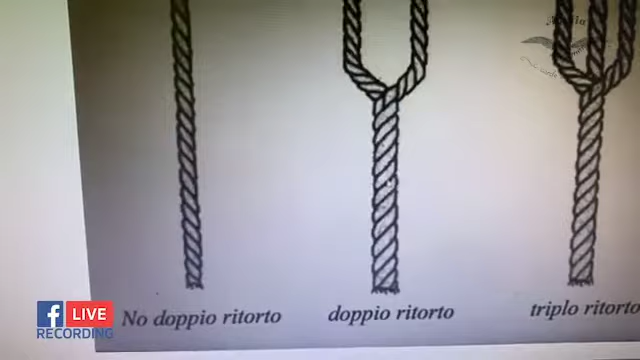 No doppio ritorto
doppio ritorto
triplo ritorto
f LIVE
RECORDING